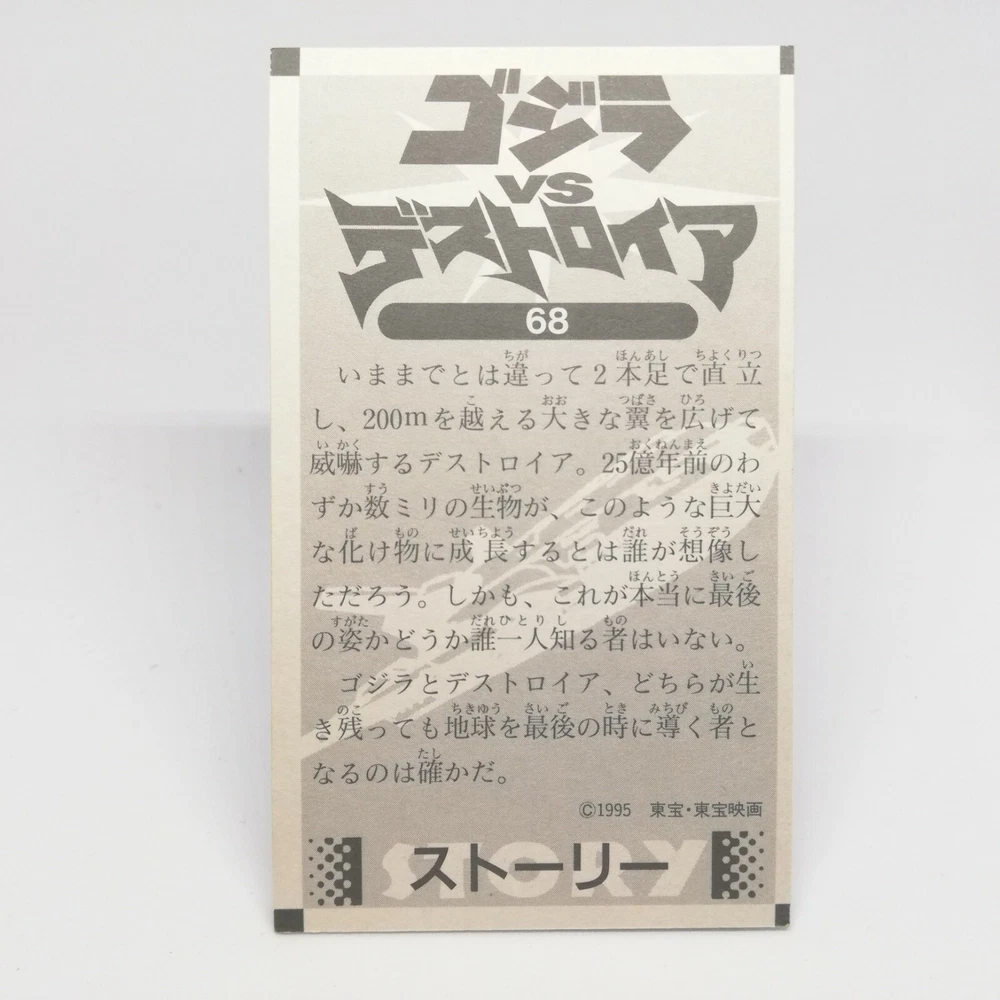 ゴジラ
VS
デストロイア
68
いままでとは違って2本足で直立
し、200mを越える大きな翼を広げて
威嚇するデストロイア。25億年前のわ
ずか数ミリの生物が、このような巨大
な化け物に成長するとは誰が想像し
ただろう。しかも、これが本当に最後
の姿かどうか誰一人知る者はいない。
ゴジラとデストロイア、どちらが生
き残っても地球を最後の時に導く者と
なるのは確かだ。
©1995 東宝・東宝映画
STORY
ストーリー